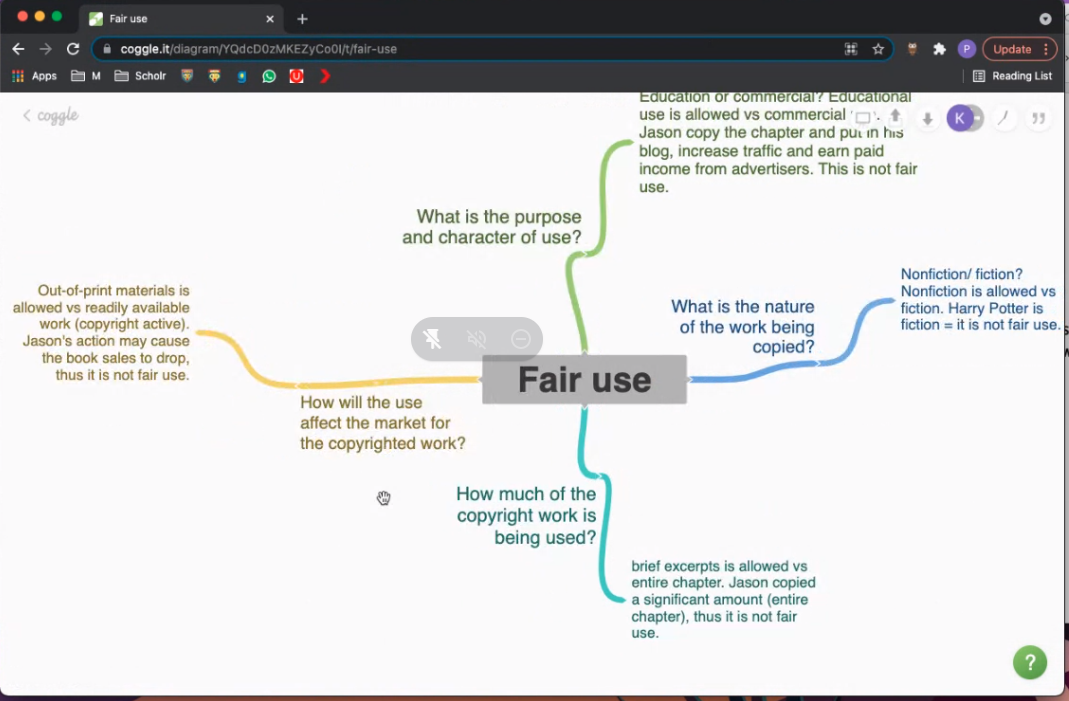 Fair use
coggle.it/diagram/YQdcD0zMKEZyCo0I/t/fair-use
P
Update
Apps
M
Scholr
Reading List
coggle
K
Education or commercial? Educational
use is allowed vs commercial
Jason copy the chapter and put in his
blog, increase traffic and earn paid
income from advertisers. This is not fair
use.
What is the purpose
and character of use?
Nonfiction/ fiction?
Nonfiction is allowed vs
fiction. Harry Potter is
fiction = it is not fair use.
What is the nature
of the work being
copied?
Out-of-print materials is
allowed vs readily available
work (copyright active).
Jason's action may cause
the book sales to drop,
thus it is not fair use.
Fair use
How will the use
affect the market for
the copyrighted work?
How much of the
copyright work is
being used?
brief excerpts is allowed vs
entire chapter. Jason copied
a significant amount (entire
chapter), thus it is not fair
use.
?